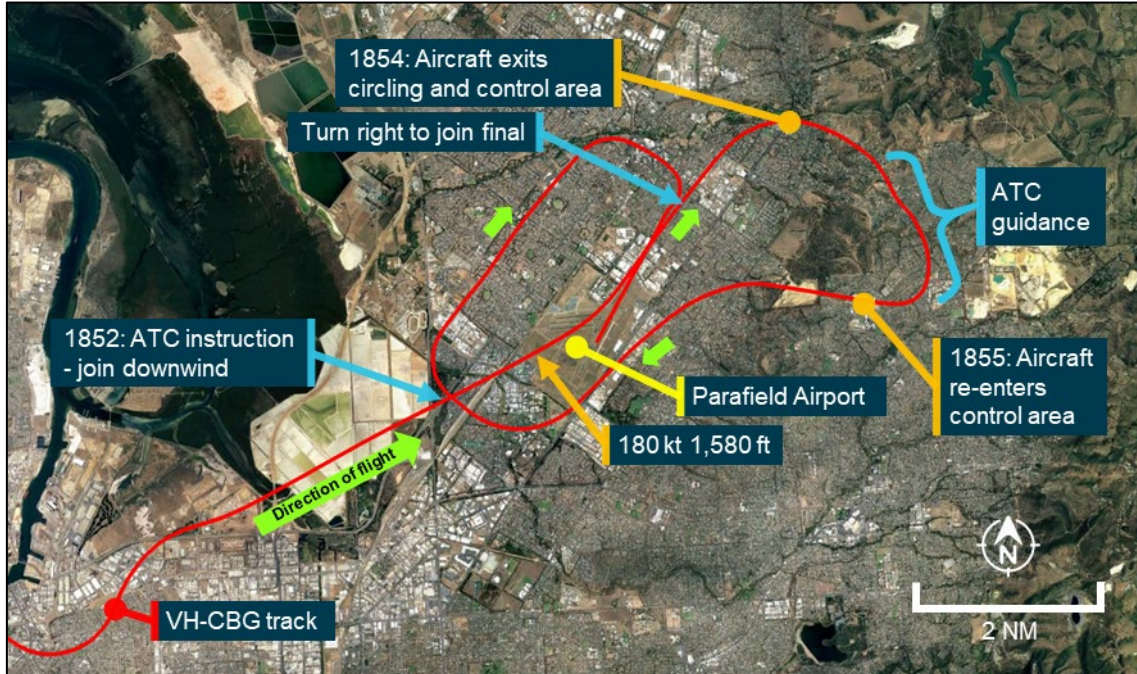 1854: Aircraft exits
circling and control area
Turn right to join final
ATC
guidance
1852: ATC instruction
- join downwind
Parafield Airport
1855: Aircraft
re-enters
control area
180 kt 1,580 ft
Direction of flight
N
VH-CBG track
2 NM